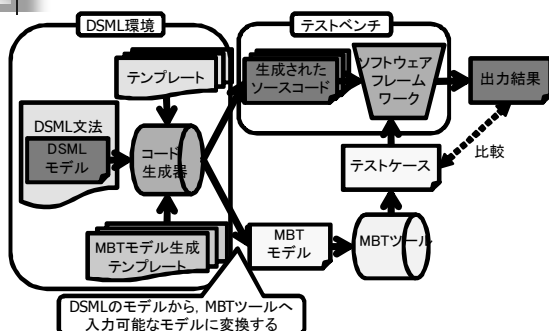 DSML環境
テストベンチ
テンプレート
生成された
ソースコード
ソフトウェア
フレーム
ワーク
出力結果
DSML文法
DSML
モデル
コード
生成器
テストケース
比較
MBTモデル生成
テンプレート
MBT
モデル
MBTツール
DSMLのモデルから，MBTツールへ
入力可能なモデルに変換する